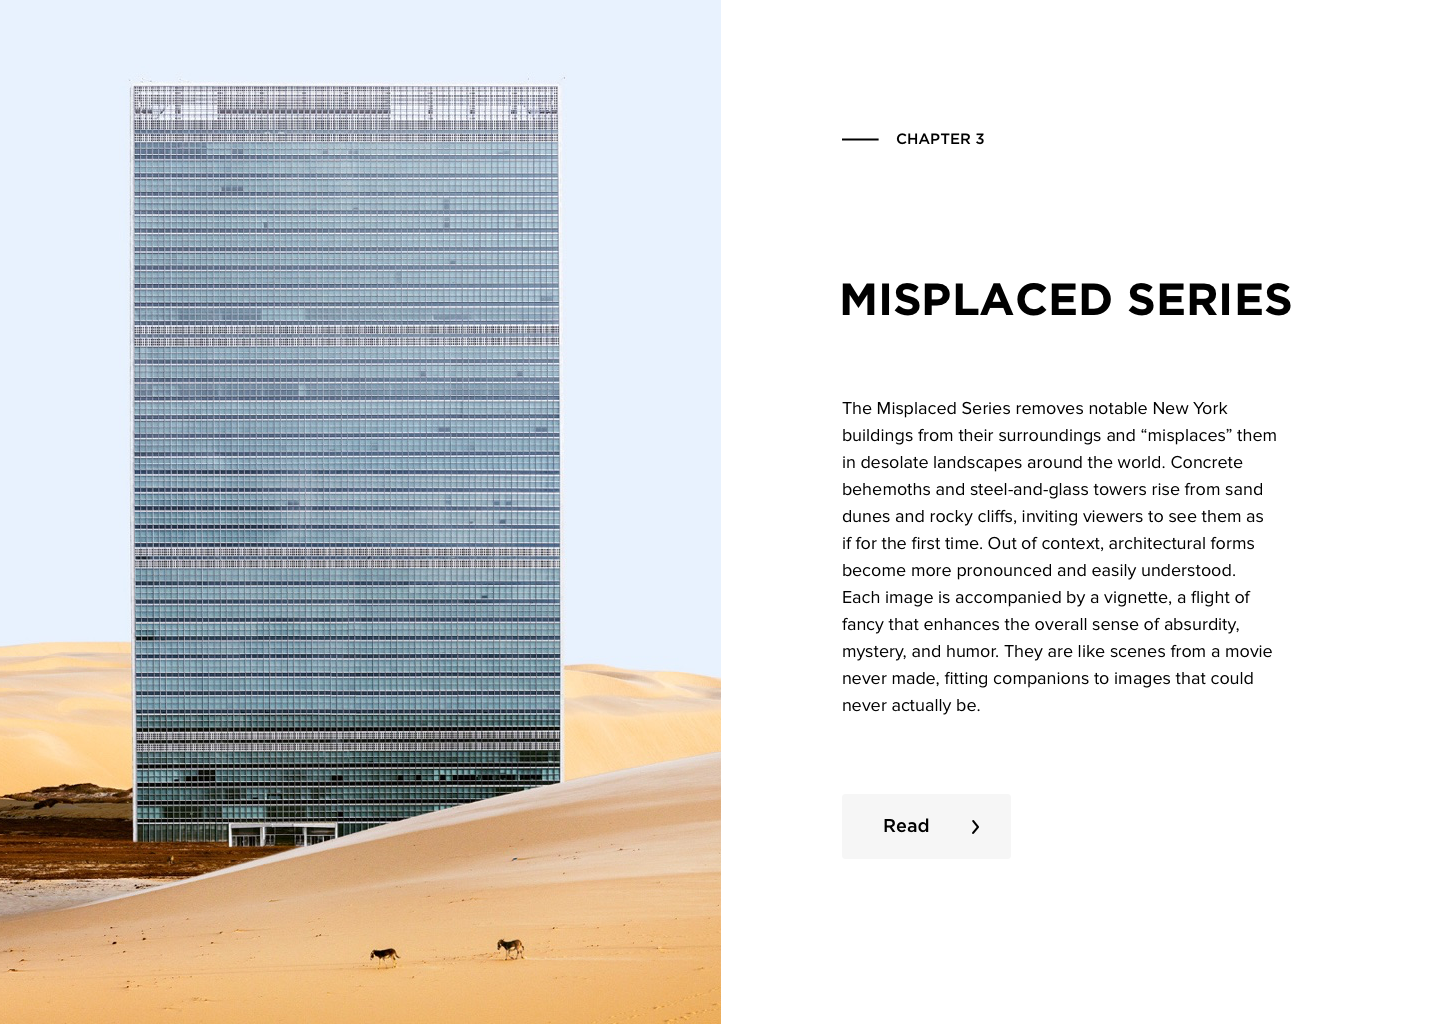 CHAPTER 3
MISPLACED SERIES
The Misplaced Series removes notable New York
buildings from their surroundings and “misplaces” them
in desolate landscapes around the world. Concrete
behemoths and steel-and-glass towers rise from sand
dunes and rocky cliffs, inviting viewers to see them as
if for the first time. Out of context, architectural forms
become more pronounced and easily understood.
Each image is accompanied by a vignette, a flight of
fancy that enhances the overall sense of absurdity,
mystery, and humor. They are like scenes from a movie
never made, fitting companions to images that could
never actually be.
Read